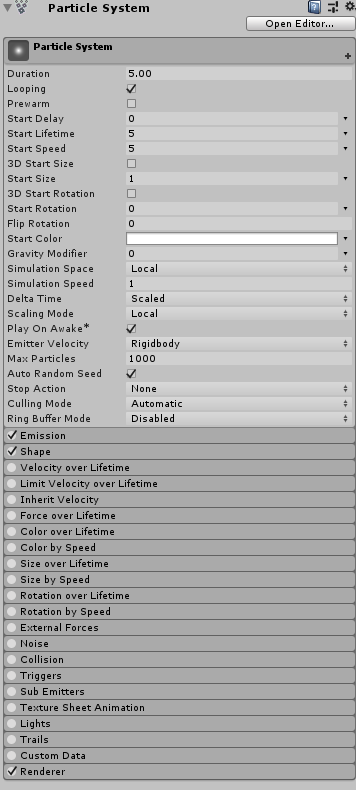 Particle System
Open Editor...
Particle System
Duration 5.00
Looping
Prewarm
Start Delay 0
Start Lifetime 5
Start Speed 5
3D Start Size
Start Size 1
3D Start Rotation
Start Rotation 0
Flip Rotation 0
Start Color
Gravity Modifier 0
Simulation Space Local
Simulation Speed 1
Delta Time Scaled
Scaling Mode Local
Play On Awake*
Emitter Velocity Rigidbody
Max Particles 1000
Auto Random Seed
Stop Action None
Culling Mode Automatic
Ring Buffer Mode Disabled
Emission
Shape
Velocity over Lifetime
Limit Velocity over Lifetime
Inherit Velocity
Force over Lifetime
Color over Lifetime
Color by Speed
Size over Lifetime
Size by Speed
Rotation over Lifetime
Rotation by Speed
External Forces
Noise
Collision
Triggers
Sub Emitters
Texture Sheet Animation
Lights
Trails
Custom Data
Renderer